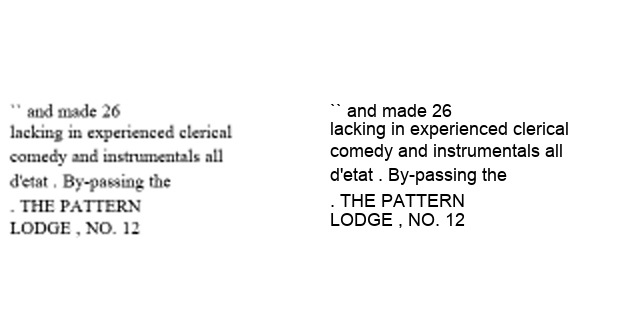 `` and made 26
lacking in experienced clerical
comedy and instrumentals all
d'etat . By-passing the
. THE PATTERN
LODGE , NO. 12
`` and made 26
lacking in experienced clerical
comedy and instrumentals all
d'etat . By-passing the
. THE PATTERN
LODGE , NO. 12